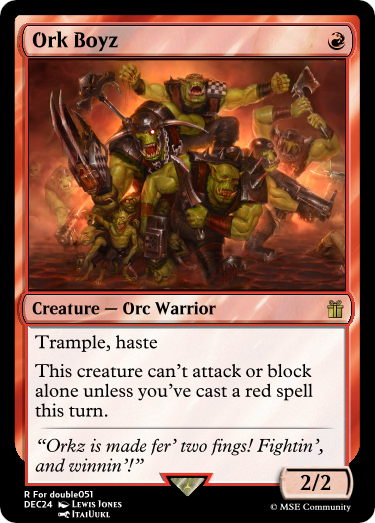 Ork Boyz
Creature — Orc Warrior
Trample, haste
This creature can't attack or block
alone unless you've cast a red spell
this turn.
“Orkz is made fer' two fings! Fightin',
and winnin'!”
2/2
R For double051
DEC24 Lewis Jones
ItaiUukl
© MSE Community